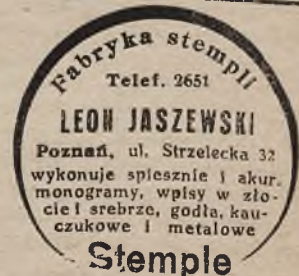 Fabryka stempli
Telef. 2651
LEON JASZEWSKI
Poznań, ul. Strzelecka 32
wykonuje spiesznie i akur.
monogramy, wpisy w zło-
cie i srebrze, godła, kau-
czukowe i metalowe
Stemple